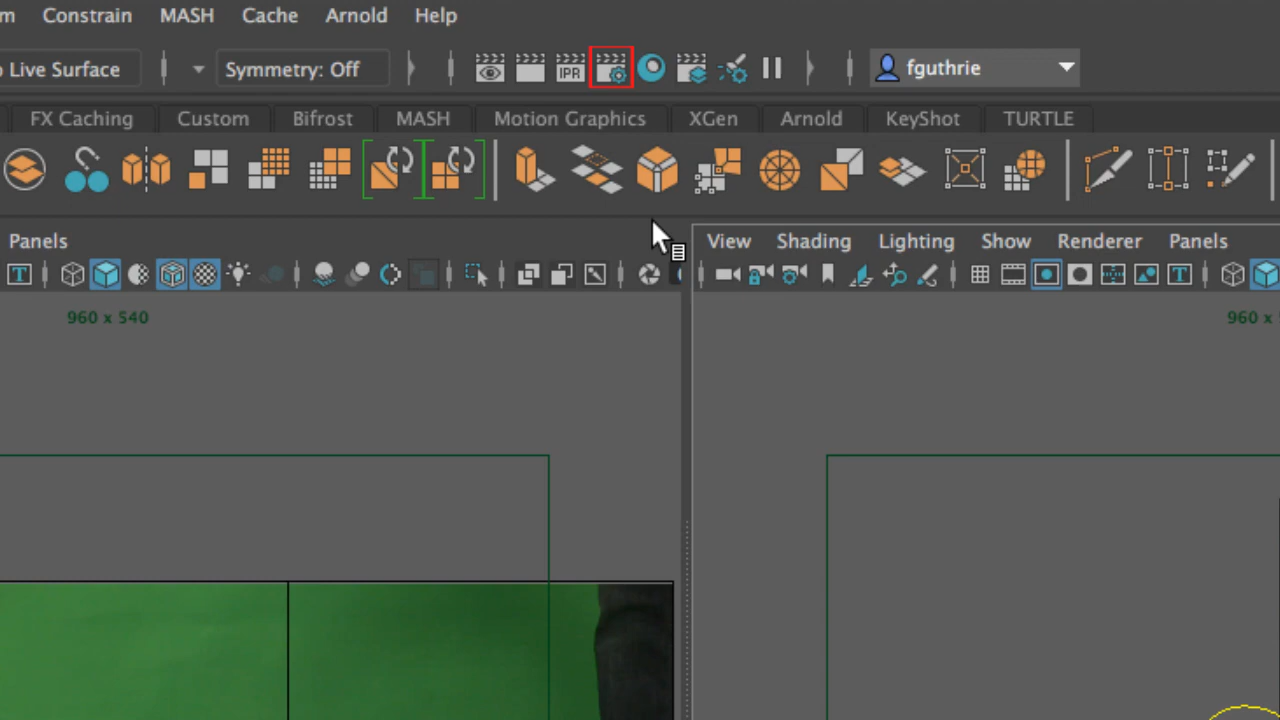 m Constrain MASH Cache Arnold Help
o Live Surface Symmetry: Off IPR fguthrie
FX Caching Custom Bifrost MASH Motion Graphics XGen Arnold KeyShot TURTLE
Panels View Shading Lighting Show Renderer Panels
T T
960 x 540 960 x